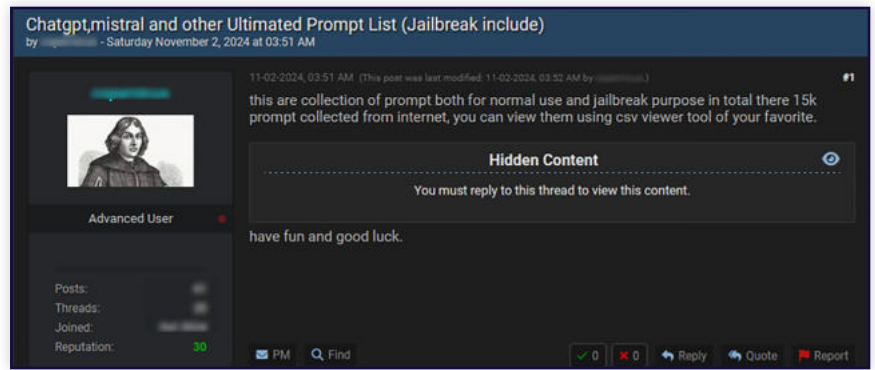 Chatgpt,mistral and other Ultimated Prompt List (Jailbreak include)
by - Saturday November 2, 2024 at 03:51 AM
11-02-2024, 03:51 AM (This post was last modified: 11-02-2024, 03:52 AM by .) #1
this are collection of prompt both for normal use and jailbreak purpose in total there 15k
prompt collected from internet, you can view them using csv viewer tool of your favorite.
Hidden Content
You must reply to this thread to view this content.
have fun and good luck.
Advanced User
Posts:
Threads:
Joined:
Reputation: 30
PM Find 0 0 Reply Quote Report